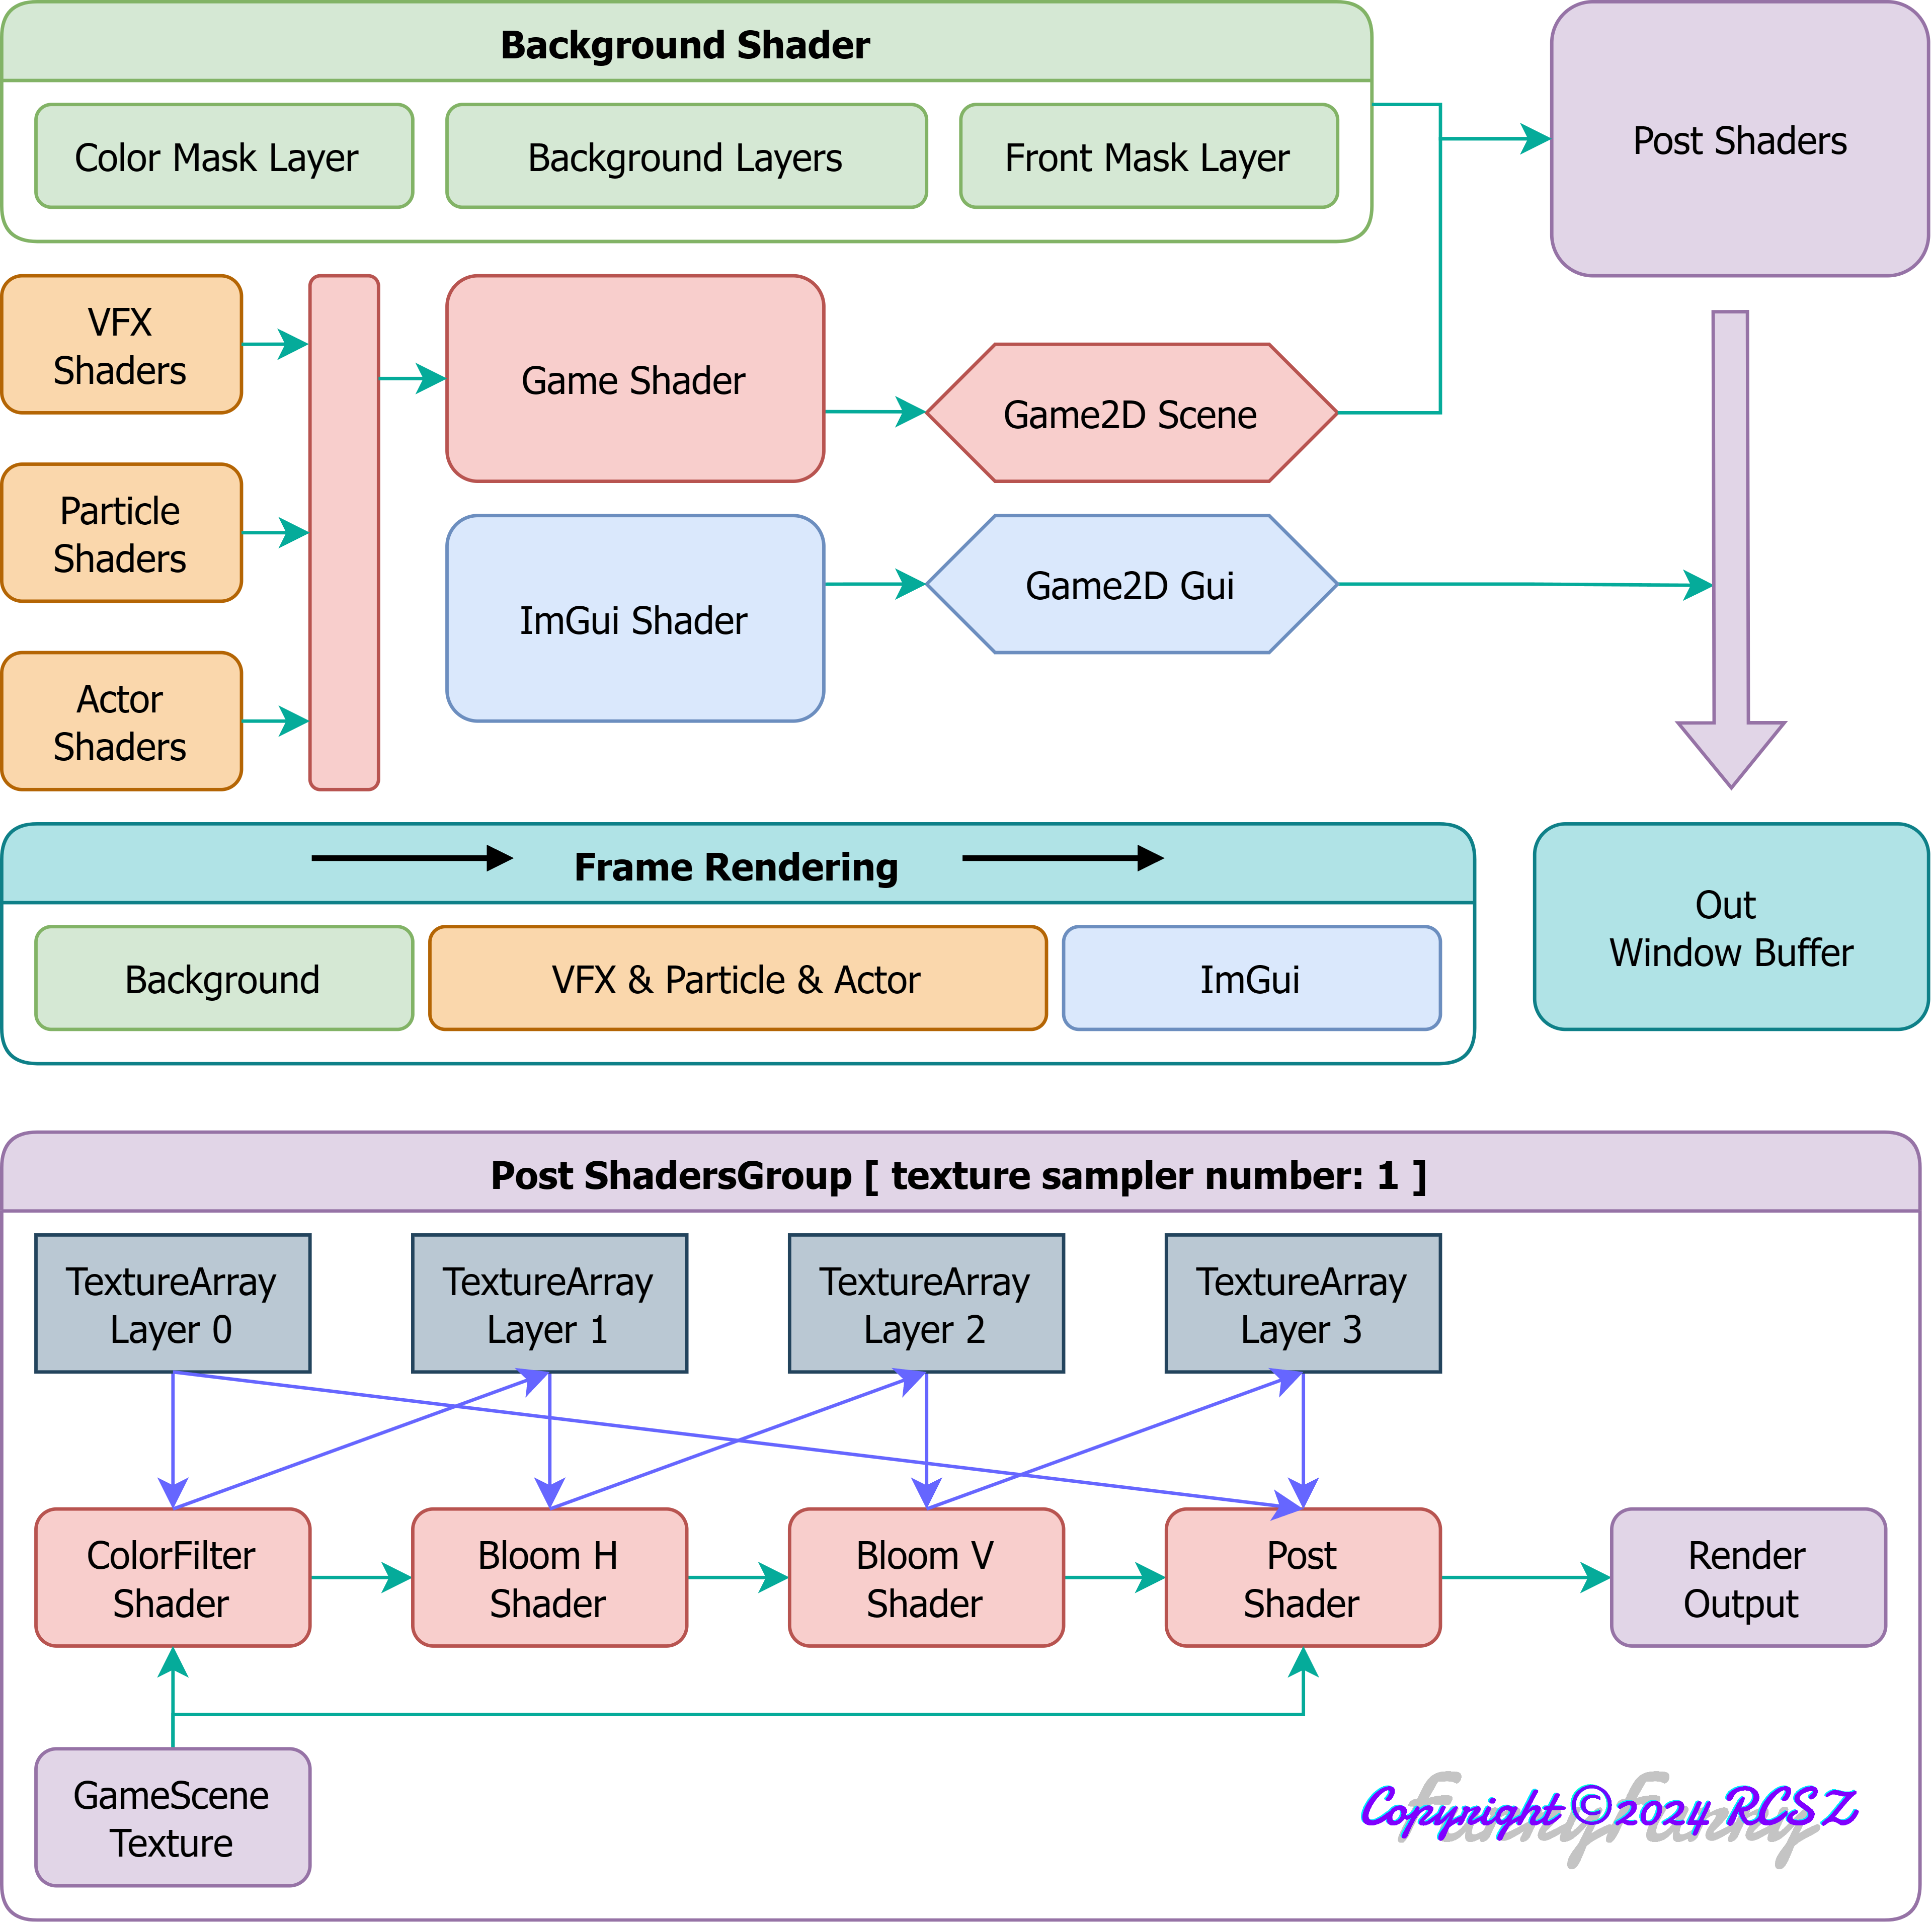 Background Shader
Color Mask Layer
Background Layers
Front Mask Layer
Post Shaders
VFX
Shaders
Game Shader
Game2D Scene
Particle
Shaders
ImGui Shader
Game2D Gui
Actor
Shaders
Frame Rendering
Background
VFX & Particle & Actor
ImGui
Out
Window Buffer
Post ShadersGroup [ texture sampler number: 1 ]
TextureArray
Layer 0
TextureArray
Layer 1
TextureArray
Layer 2
TextureArray
Layer 3
ColorFilter
Shader
Bloom H
Shader
Bloom V
Shader
Post
Shader
Render
Output
GameScene
Texture
FunnyFunny
Copyright ©2024 RCSZ